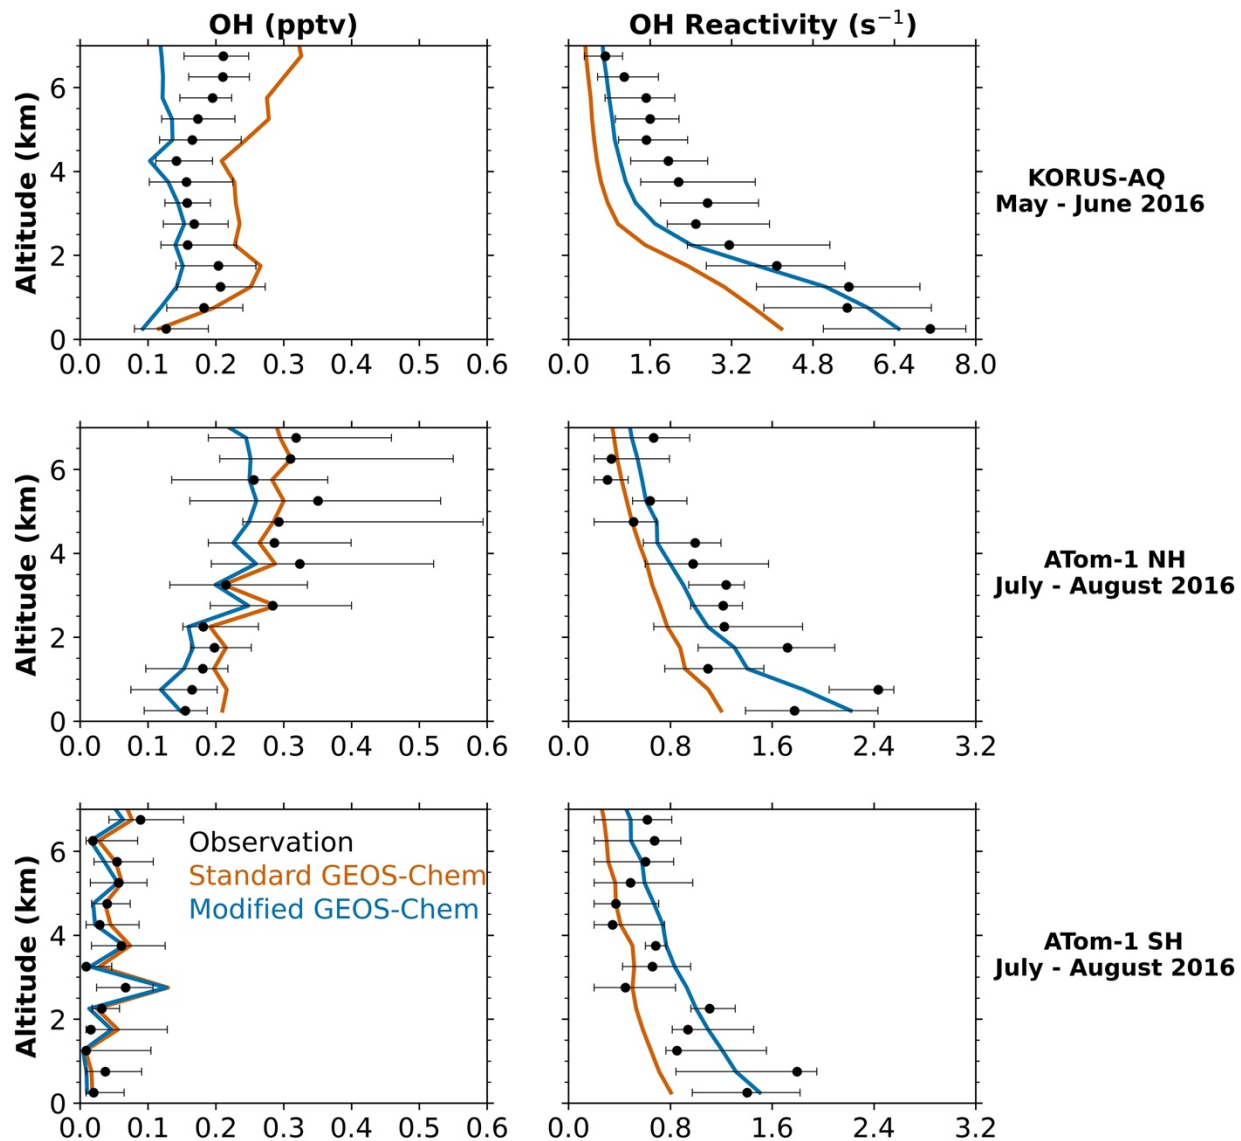 OH (pptv)
OH Reactivity (s⁻¹)
Altitude (km)
6
4
2
0
0.0 0.1 0.2 0.3 0.4 0.5 0.6
0.0 1.6 3.2 4.8 6.4 8.0
KORUS-AQ
May - June 2016
Altitude (km)
6
4
2
0
0.0 0.1 0.2 0.3 0.4 0.5 0.6
0.0 0.8 1.6 2.4 3.2
ATom-1 NH
July - August 2016
Altitude (km)
6
4
2
0
Observation
Standard GEOS-Chem
Modified GEOS-Chem
0.0 0.1 0.2 0.3 0.4 0.5 0.6
0.0 0.8 1.6 2.4 3.2
ATom-1 SH
July - August 2016